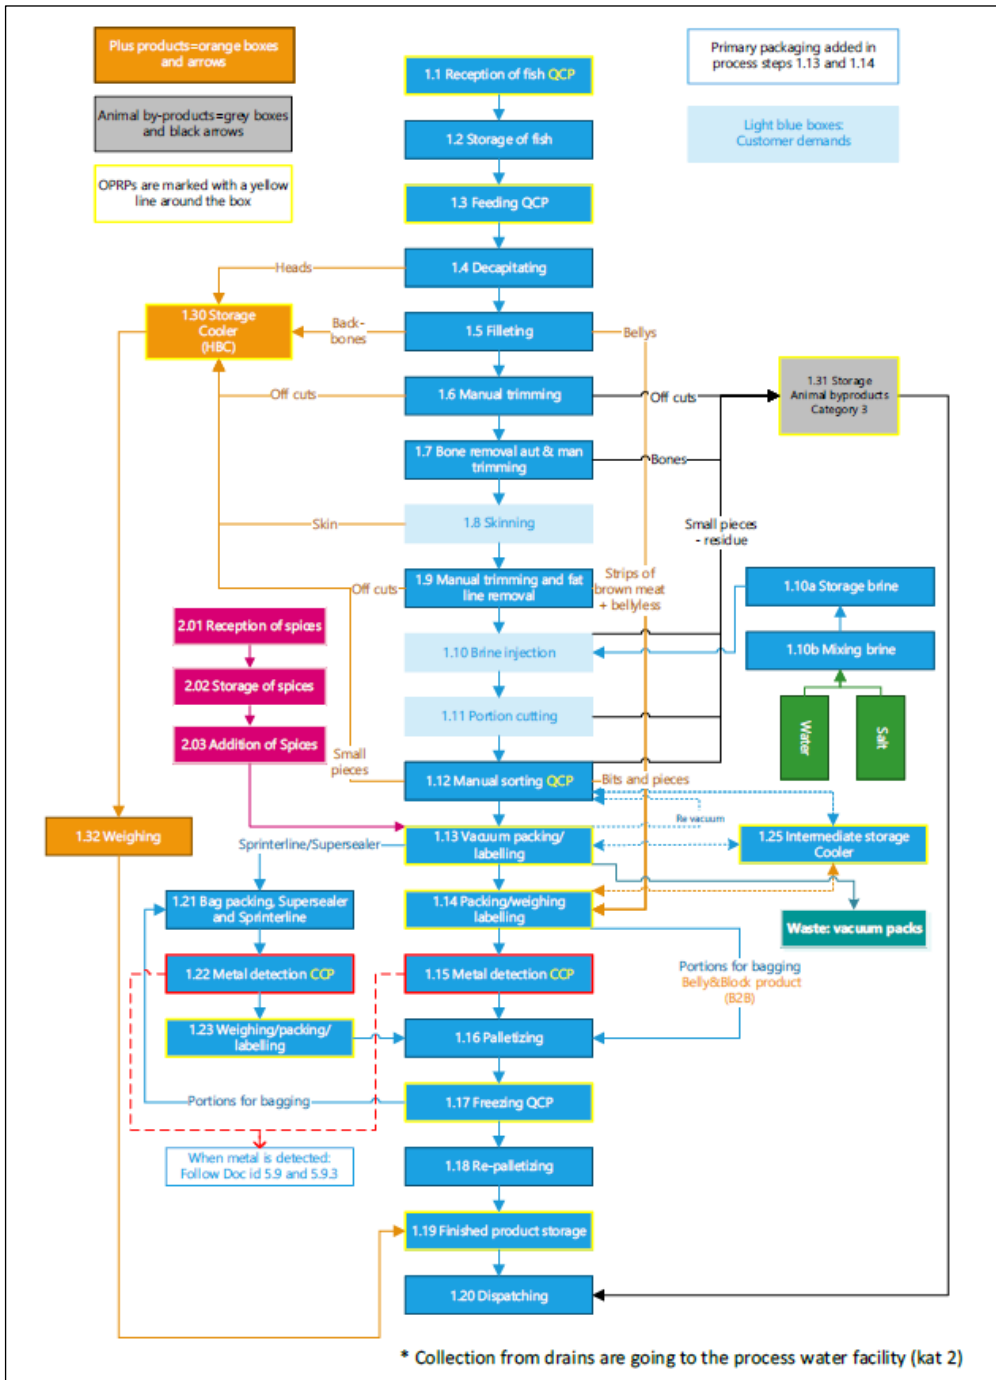 Plus products=orange boxes
and arrows
Primary packaging added in
process steps 1.13 and 1.14
1.1 Reception of fish QCP
Animal by-products=grey boxes
and black arrows
1.2 Storage of fish
Light blue boxes:
Customer demands
OPRPs are marked with a yellow
line around the box
1.3 Feeding QCP
Heads
1.4 Decapitating
1.30 Storage
Cooler
(HBC)
Back-
bones
1.5 Filleting
Bellys
Off cuts
1.6 Manual trimming
Off cuts
1.31 Storage
Animal byproducts
Category 3
1.7 Bone removal aut & man
trimming
Bones
Skin
1.8 Skinning
Small pieces
- residue
Off cuts
1.9 Manual trimming and fat
line removal
Strips of
brown meat
+ bellyless
1.10a Storage brine
2.01 Reception of spices
1.10 Brine injection
1.10b Mixing brine
2.02 Storage of spices
1.11 Portion cutting
Water
Salt
2.03 Addition of Spices
Small
pieces
1.12 Manual sorting QCP
Bits and pieces
Re vacuum
1.32 Weighing
Sprinterline/Supersealer
1.13 Vacuum packing/
labelling
1.25 Intermediate storage
Cooler
1.21 Bag packing, Supersealer
and Sprinterline
1.14 Packing/weighing
labelling
Waste: vacuum packs
1.22 Metal detection CCP
1.15 Metal detection CCP
Portions for bagging
Belly&Block product
(B2B)
1.23 Weighing/packing/
labelling
1.16 Palletizing
Portions for bagging
1.17 Freezing QCP
When metal is detected:
Follow Doc id 5.9 and 5.9.3
1.18 Re-palletizing
1.19 Finished product storage
1.20 Dispatching
* Collection from drains are going to the process water facility (kat 2)